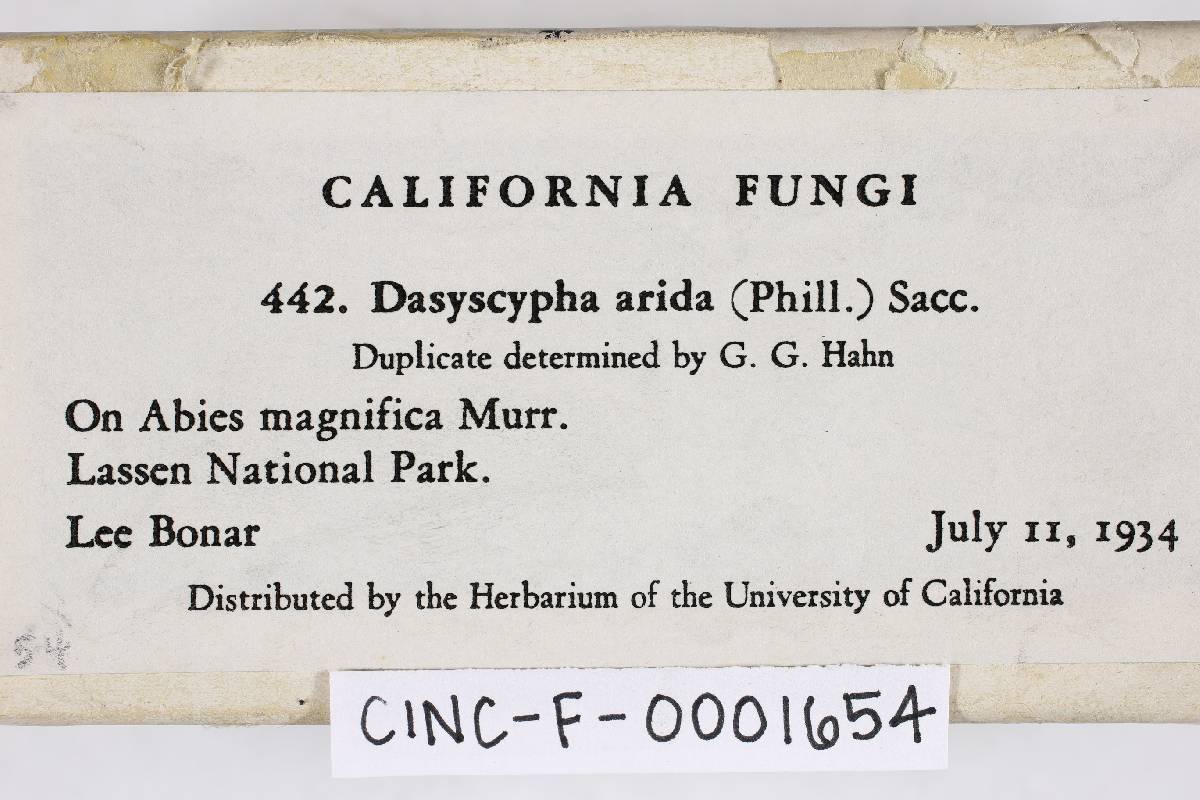 CALIFORNIA FUNGI
442. Dasyscypha arida (Phill.) Sacc.
Duplicate determined by G. G. Hahn
On Abies magnifica Murr.
Lassen National Park.
Lee Bonar July 11, 1934
Distributed by the Herbarium of the University of California
54
CINC-F-0001654